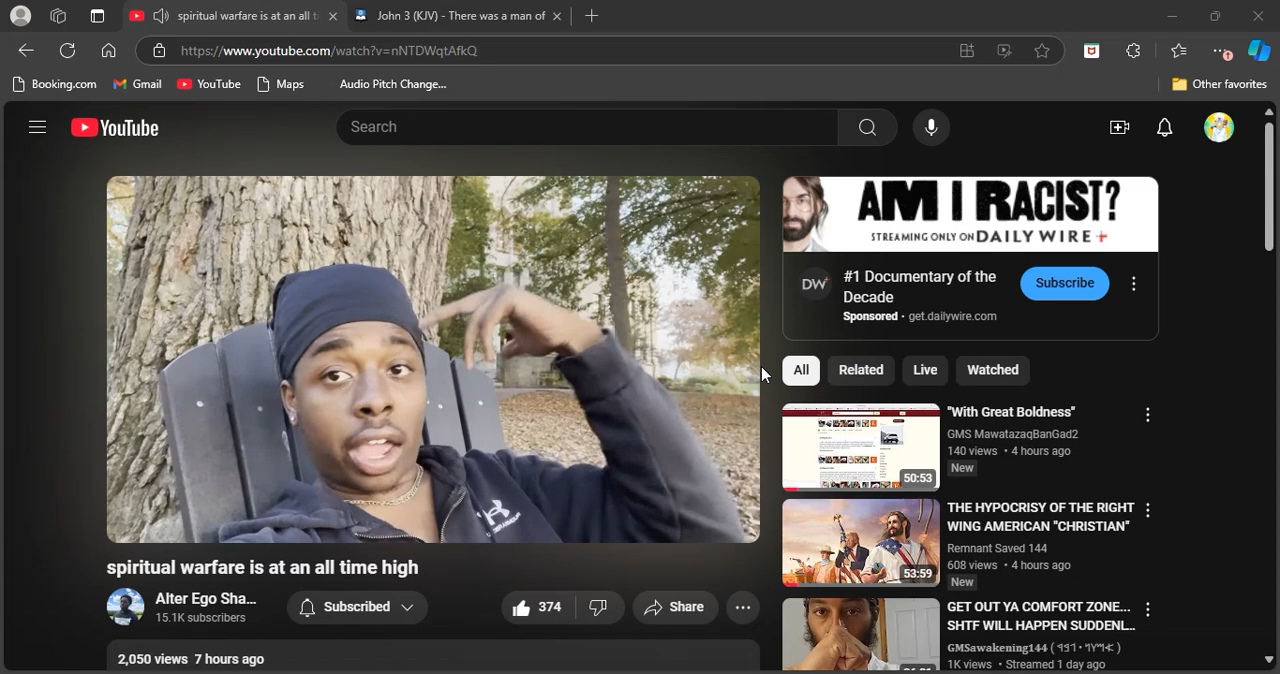 spiritual warfare is at an all ti
John 3 (KJV) - There was a man of
https://www.youtube.com/watch?v=nNTDWqtAfkQ
Booking.com
Gmail
YouTube
Maps
Audio Pitch Change...
Other favorites
YouTube
Search
AM I RACIST?
STREAMING ONLY ON DAILY WIRE +
DW+
#1 Documentary of the
Decade
Sponsored · get.dailywire.com
Subscribe
All
Related
Live
Watched
"With Great Boldness"
GMS MawatazaqBanGad2
140 views • 4 hours ago
New
50:53
THE HYPOCRISY OF THE RIGHT
WING AMERICAN "CHRISTIAN"
Remnant Saved 144
608 views • 4 hours ago
New
53:59
GET OUT YA COMFORT ZONE...
SHTF WILL HAPPEN SUDDENL...
1K views • Streamed 1 day ago
UNDER ARMOUR
spiritual warfare is at an all time high
Alter Ego Sha...
15.1K subscribers
Subscribed
374
Share
2,050 views 7 hours ago